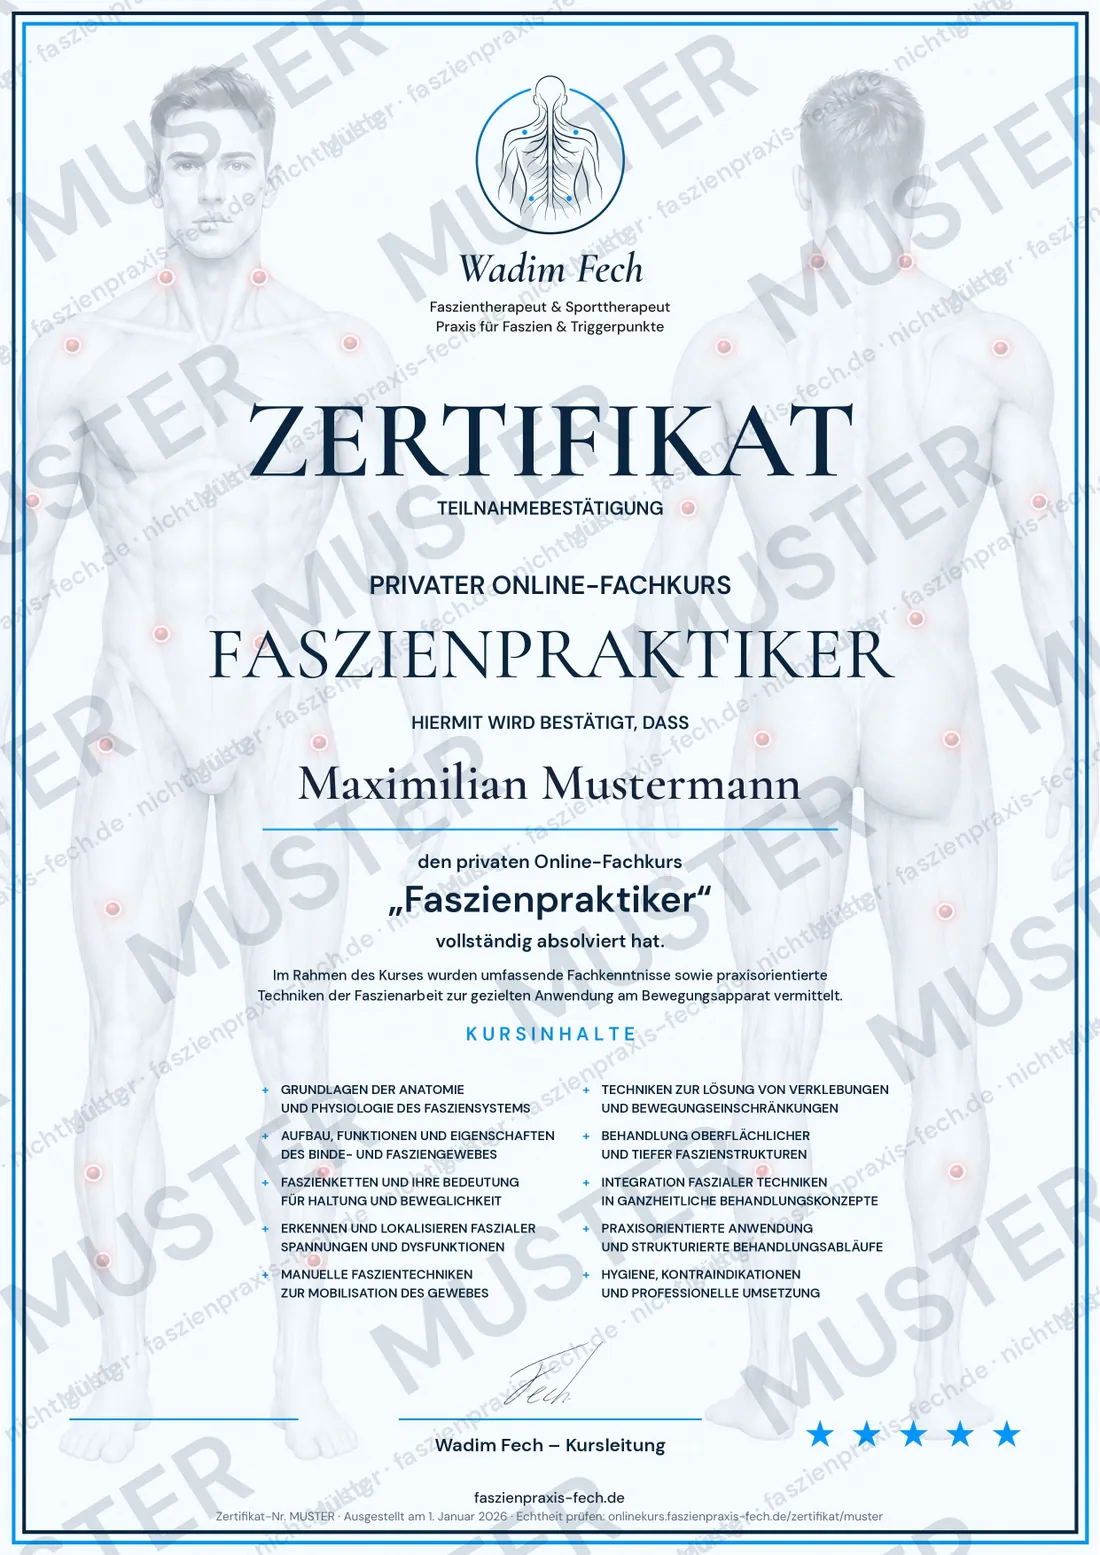 Wadim Fech
Faszientherapeut & Sporttherapeut
Praxis für Faszien & Triggerpunkte
ZERTIFIKAT
TEILNAHMEBESTÄTIGUNG
PRIVATER ONLINE-FACHKURS
FASZIENPRAKTIKER
HIERMIT WIRD BESTÄTIGT, DASS
Maximilian Mustermann
den privaten Online-Fachkurs
„Faszienpraktiker“
vollständig absolviert hat.
Im Rahmen des Kurses wurden umfassende Fachkenntnisse sowie praxisorientierte
Techniken der Faszienarbeit zur gezielten Anwendung am Bewegungsapparat vermittelt.
KURSINHALTE
+ GRUNDLAGEN DER ANATOMIE
UND PHYSIOLOGIE DES FASZIENSYSTEMS
+ AUFBAU, FUNKTIONEN UND EIGENSCHAFTEN
DES BINDE- UND FASZIENGEWEBES
+ FASZIENKETTEN UND IHRE BEDEUTUNG
FÜR HALTUNG UND BEWEGLICHKEIT
+ ERKENNEN UND LOKALISIEREN FASZIALER
SPANNUNGEN UND DYSFUNKTIONEN
+ MANUELLE FASZIENTECHNIKEN
ZUR MOBILISATION DES GEWEBES
+ TECHNIKEN ZUR LÖSUNG VON VERKLEBUNGEN
UND BEWEGUNGSEINSCHRÄNKUNGEN
+ BEHANDLUNG OBERFLÄCHLICHER
UND TIEFER FASZIENSTRUKTUREN
+ INTEGRATION FASZIALER TECHNIKEN
IN GANZHEITLICHE BEHANDLUNGSKONZEPTE
+ PRAXISORIENTIERTE ANWENDUNG
UND STRUKTURIERTE BEHANDLUNGSABLÄUFE
+ HYGIENE, KONTRAINDIKATIONEN
UND PROFESSIONELLE UMSETZUNG
Fech
Wadim Fech – Kursleitung
faszienpraxis-fech.de
Zertifikat-Nr. MUSTER · Ausgestellt am 1. Januar 2026 · Echtheit prüfen: onlinekurs.faszienpraxis-fech.de/zertifikat/muster
MUSTER